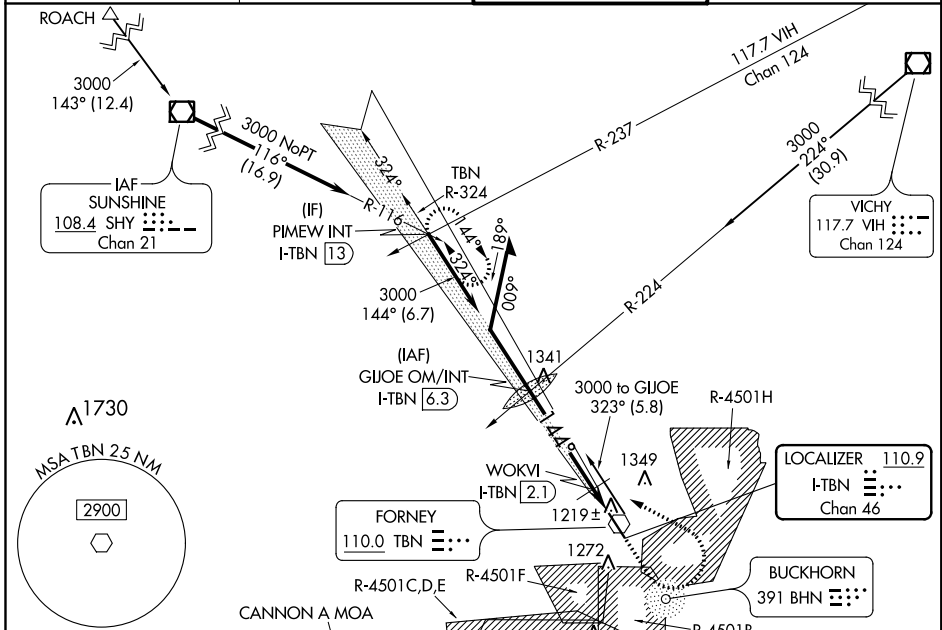 ROACH
3000
143° (12.4)
3000 NoPT
116°
(16.9)
R-116
IAF
SUNSHINE
108.4 SHY
Chan 21
117.7 VIH
Chan 124
R-237
3000
224°
(30.9)
VICHY
117.7 VIH
Chan 124
R-224
324°
TBN
R-324
(IF)
PIMEW INT
I-TBN 13
144°
189°
324°
009°
3000
144° (6.7)
(IAF)
GIJOE OM/INT
I-TBN 6.3
1341
3000 to GIJOE
323° (5.8)
R-4501H
144°
1730
MSA TBN 25 NM
2900
WOKVI
I-TBN 2.1
1349
LOCALIZER 110.9
I-TBN
Chan 46
1219±
FORNEY
110.0 TBN
1272
R-4501F
R-4501C,D,E
BUCKHORN
391 BHN
CANNON A MOA
R-4501B